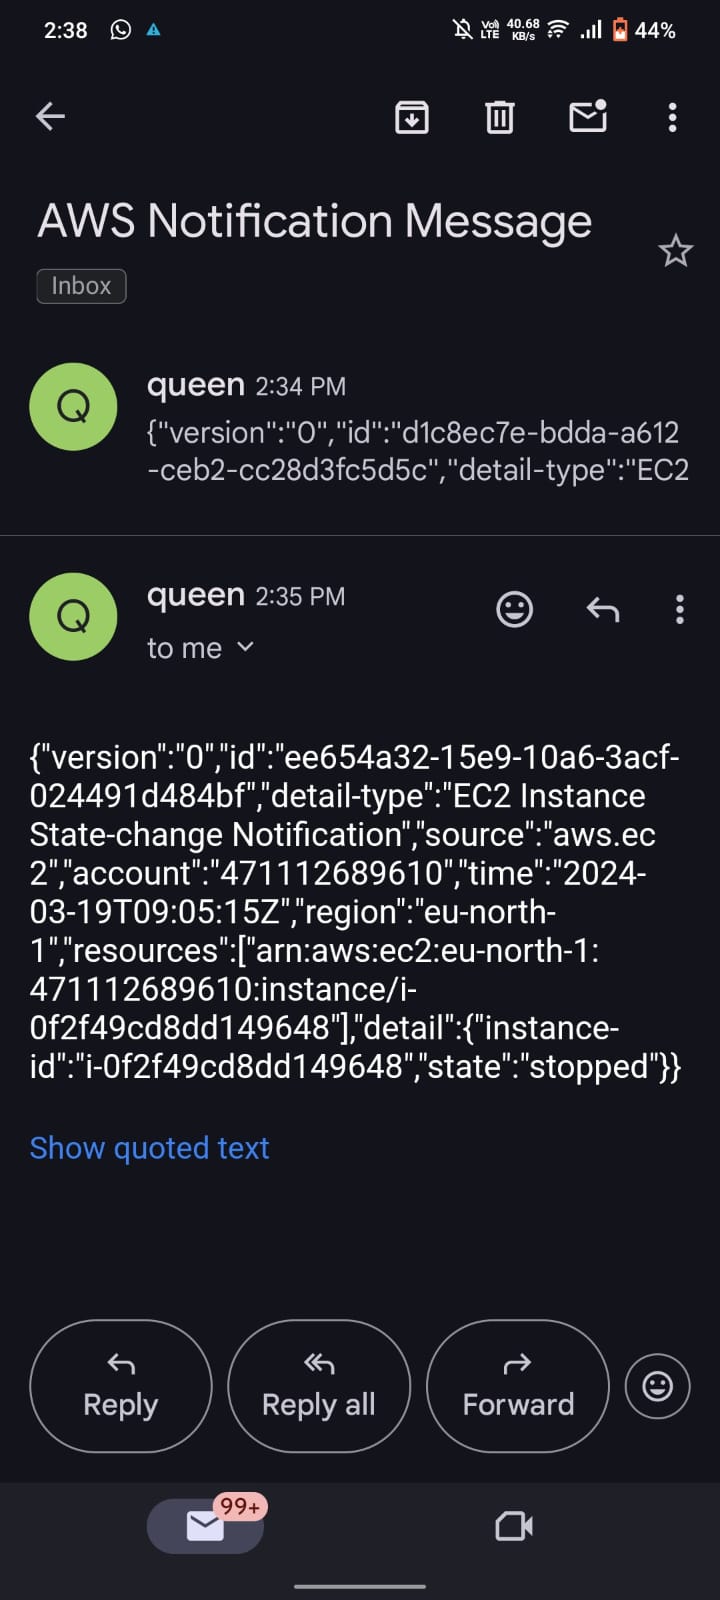 2:38
Vo)
LTE
40.68
KB/s
44%
AWS Notification Message
Inbox
Q
queen 2:34 PM
{"version":"0","id":"d1c8ec7e-bdda-a612
-ceb2-cc28d3fc5d5c","detail-type":"EC2
Q
queen 2:35 PM
to me
{"version":"0","id":"ee654a32-15e9-10a6-3acf-
024491d484bf","detail-type":"EC2 Instance
State-change Notification","source":"aws.ec
2","account":"471112689610","time":"2024-
03-19T09:05:15Z","region":"eu-north-
1","resources":["arn:aws:ec2:eu-north-1:
471112689610:instance/i-
0f2f49cd8dd149648"],"detail":{"instance-
id":"i-0f2f49cd8dd149648","state":"stopped"}}
Show quoted text
Reply
Reply all
Forward
99+